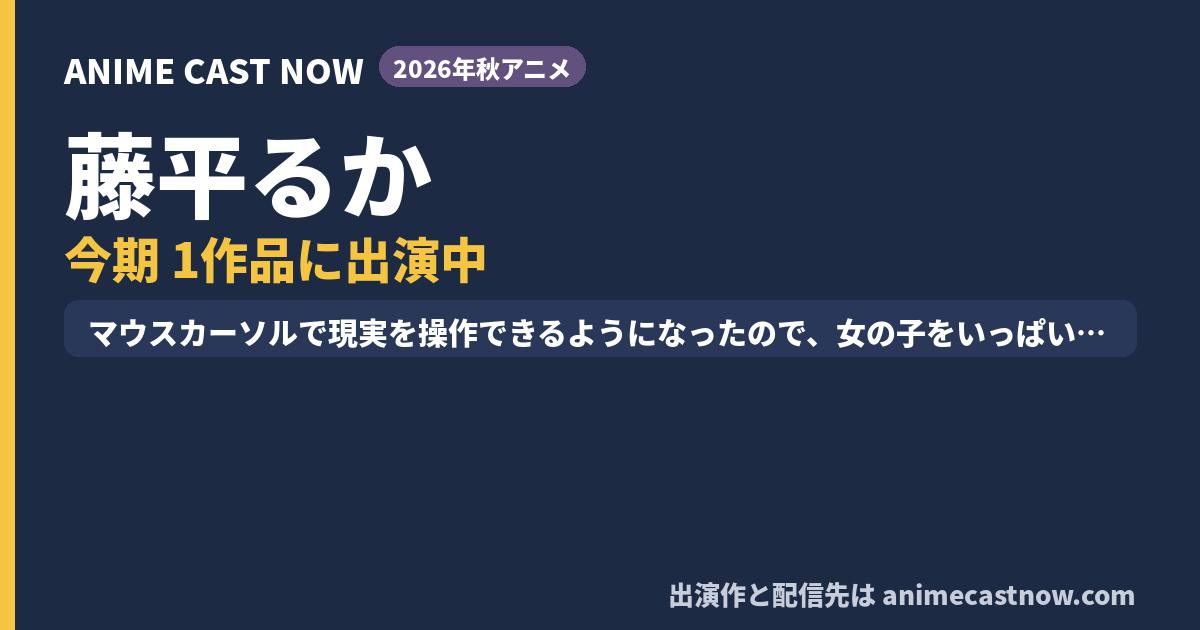 ANIME CAST NOW 2026年秋アニメ
藤平るか
今期 1作品に出演中
マウスカーソルで現実を操作できるようになったので、女の子をいっぱい…
出演作と配信先は animecastnow.com